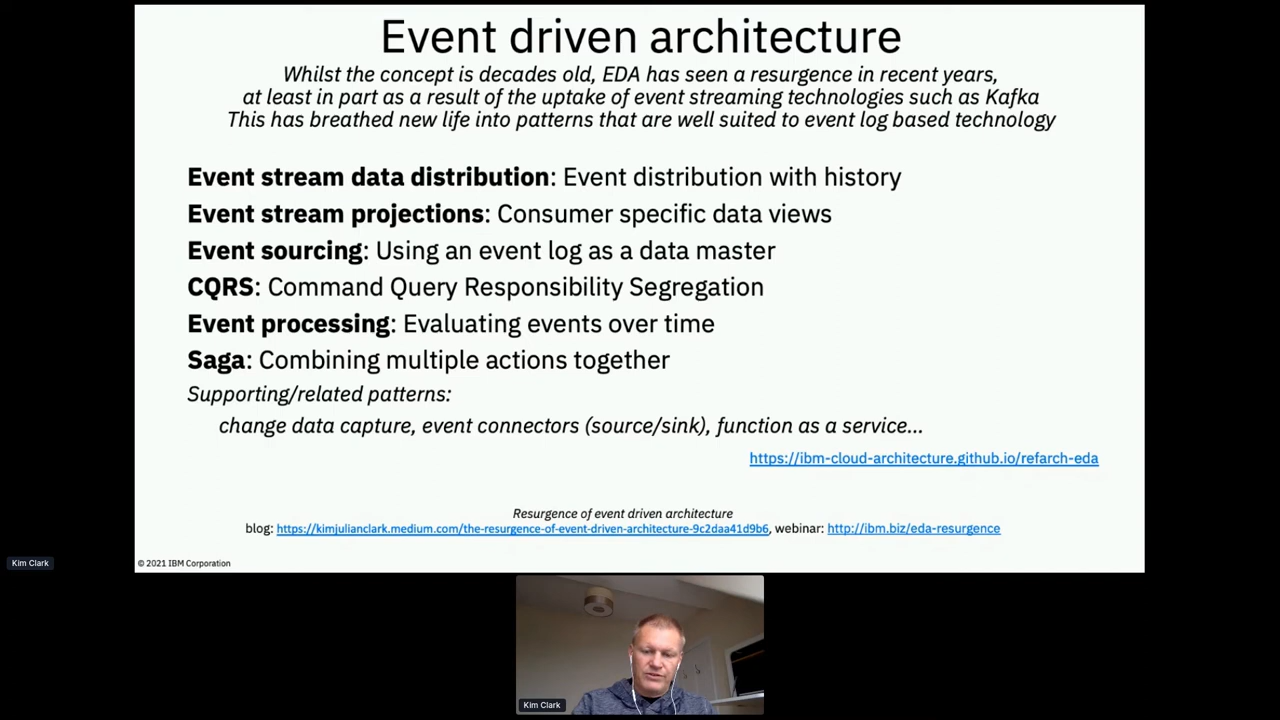 Event driven architecture
Whilst the concept is decades old, EDA has seen a resurgence in recent years,
at least in part as a result of the uptake of event streaming technologies such as Kafka
This has breathed new life into patterns that are well suited to event log based technology
Event stream data distribution: Event distribution with history
Event stream projections: Consumer specific data views
Event sourcing: Using an event log as a data master
CQRS: Command Query Responsibility Segregation
Event processing: Evaluating events over time
Saga: Combining multiple actions together
Supporting/related patterns:
change data capture, event connectors (source/sink), function as a service...
https://ibm-cloud-architecture.github.io/refarch-eda
Resurgence of event driven architecture
blog: https://kimjulianclark.medium.com/the-resurgence-of-event-driven-architecture-9c2daa41d9b6, webinar: http://ibm.biz/eda-resurgence
Kim Clark
© 2021 IBM Corporation
Kim Clark